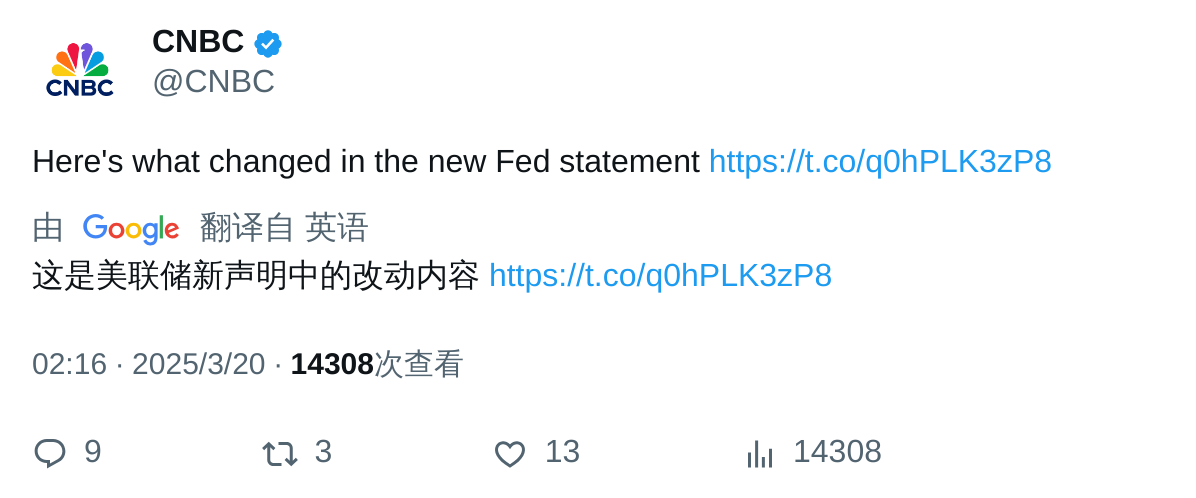 CNBC
CNBC
@CNBC
Here's what changed in the new Fed statement https://t.co/q0hPLK3zP8
由 Google 翻译自 英语
这是美联储新声明中的改动内容 https://t.co/q0hPLK3zP8
02:16 · 2025/3/20 · 14308次查看
9 3 13 14308